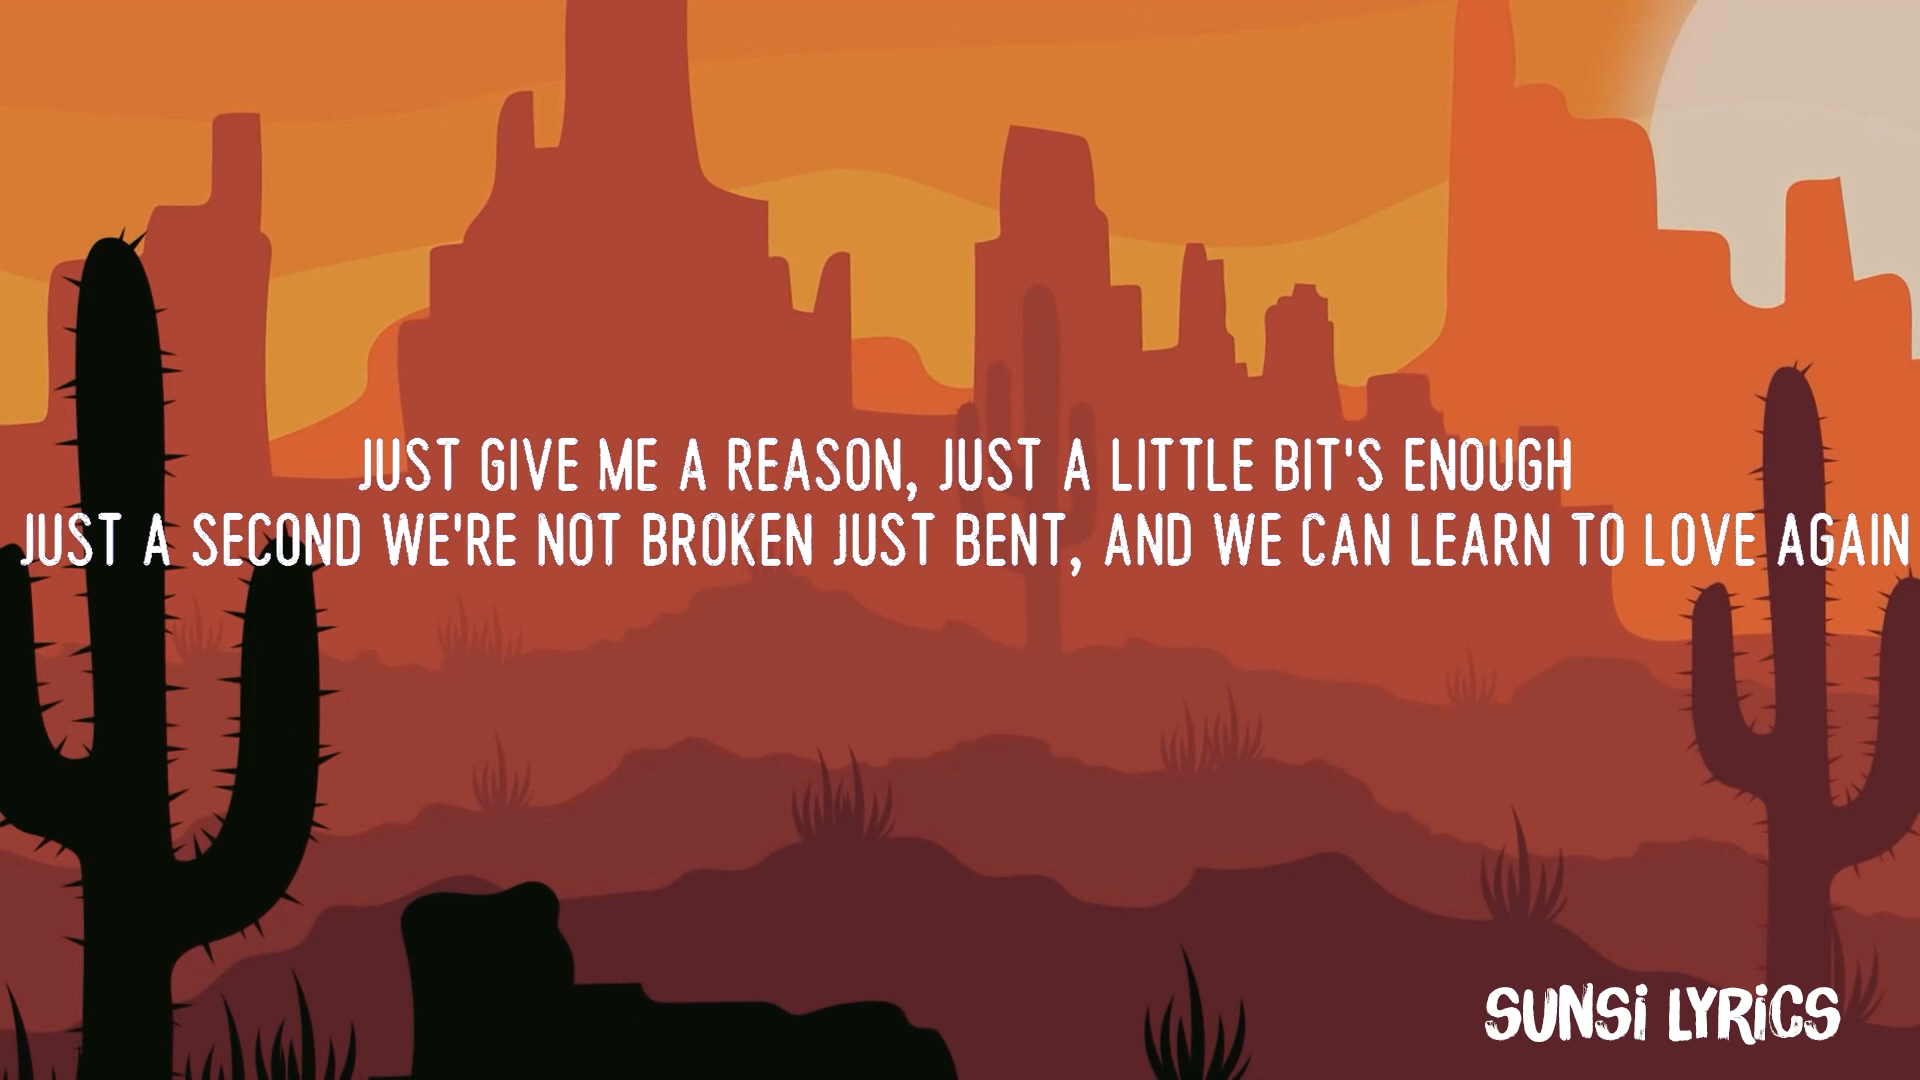 JUST GIVE ME A REASON, JUST A LITTLE BIT'S ENOUGH
JUST A SECOND WE'RE NOT BROKEN JUST BENT, AND WE CAN LEARN TO LOVE AGAIN
SUNSi LYRiCS